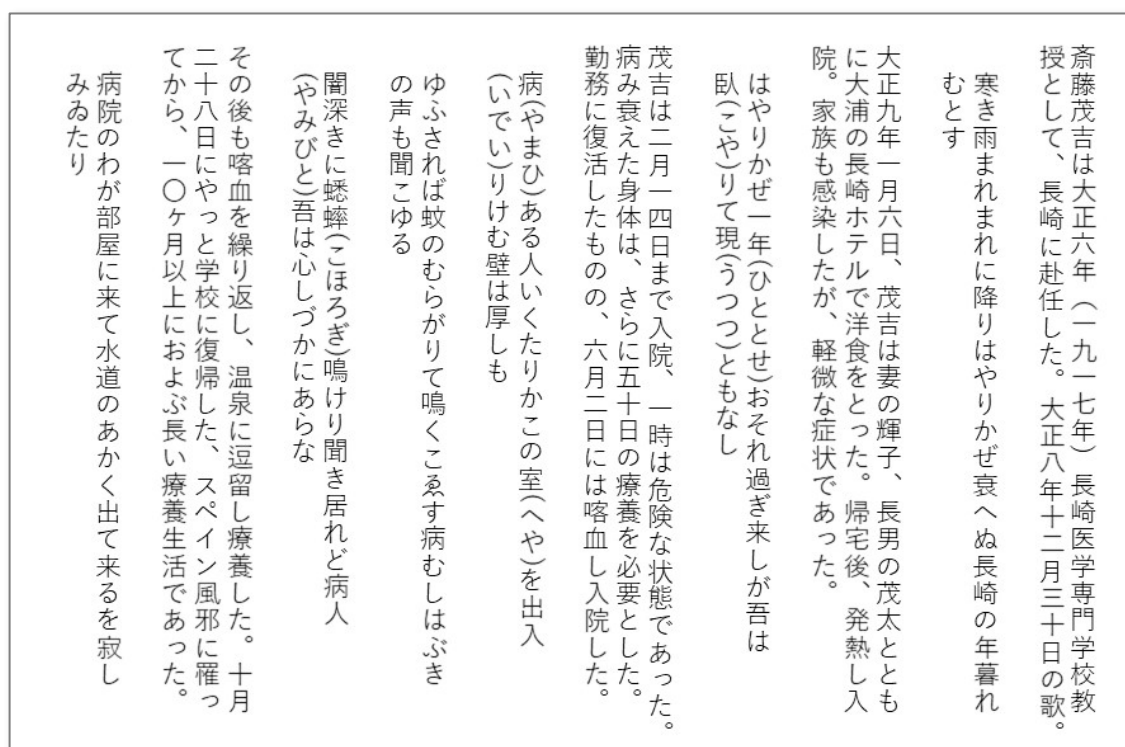 斎藤茂吉は大正六年（一九一七年）長崎医学専門学校教
授として、長崎に赴任した。大正八年十二月三十日の歌。
寒き雨まれまれに降りはやりかぜ衰へぬ長崎の年暮れ
むとす
大正九年一月六日、茂吉は妻の輝子、長男の茂太ととも
に大浦の長崎ホテルで洋食をとった。帰宅後、発熱し入
院。家族も感染したが、軽微な症状であった。
はやりかぜ一年(ひととせ)おそれ過ぎ来しが吾は
臥(こや)りて現(うつつ)ともなし
茂吉は二月一四日まで入院、一時は危険な状態であった。
病み衰えた身体は、さらに五十日の療養を必要とした。
勤務に復活したものの、六月二日には喀血し入院した。
病(やまひ)ある人いくたりかこの室(へや)を出入
(いでい)りけむ壁は厚しも
ゆふされば蚊のむらがりて鳴くこゑす病むしはぶき
の声も聞こゆる
闇深きに蟋蟀(こほろぎ)鳴けり聞き居れど病人
(やみびと)吾は心しづかにあらな
その後も喀血を繰り返し、温泉に逗留し療養した。十月
二十八日にやっと学校に復帰した、スペイン風邪に罹っ
てから、一〇ヶ月以上におよぶ長い療養生活であった。
病院のわが部屋に来て水道のあかく出て来るを寂し
みゐたり